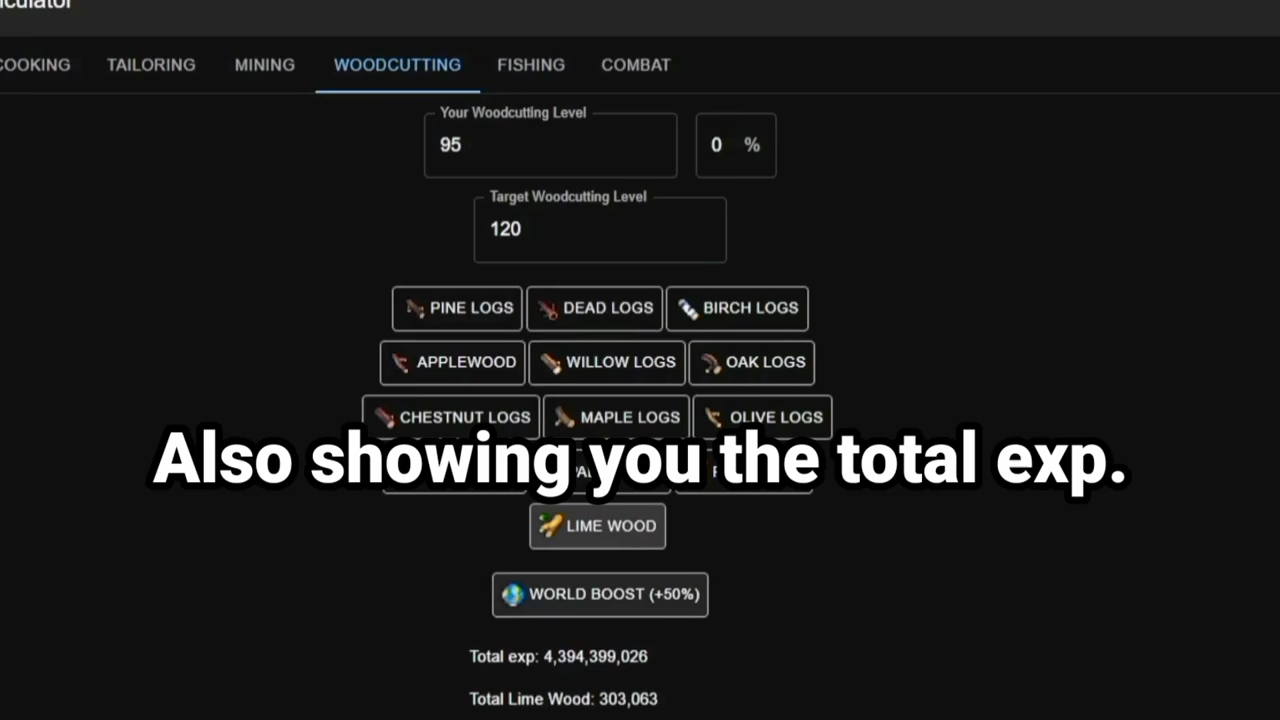 COOKING TAILORING MINING WOODCUTTING FISHING COMBAT
Your Woodcutting Level
95 0 %
Target Woodcutting Level
120
PINE LOGS DEAD LOGS BIRCH LOGS
APPLEWOOD WILLOW LOGS OAK LOGS
CHESTNUT LOGS MAPLE LOGS OLIVE LOGS
Also showing you the total exp.
LIME WOOD
WORLD BOOST (+50%)
Total exp: 4,394,399,026
Total Lime Wood: 303,063